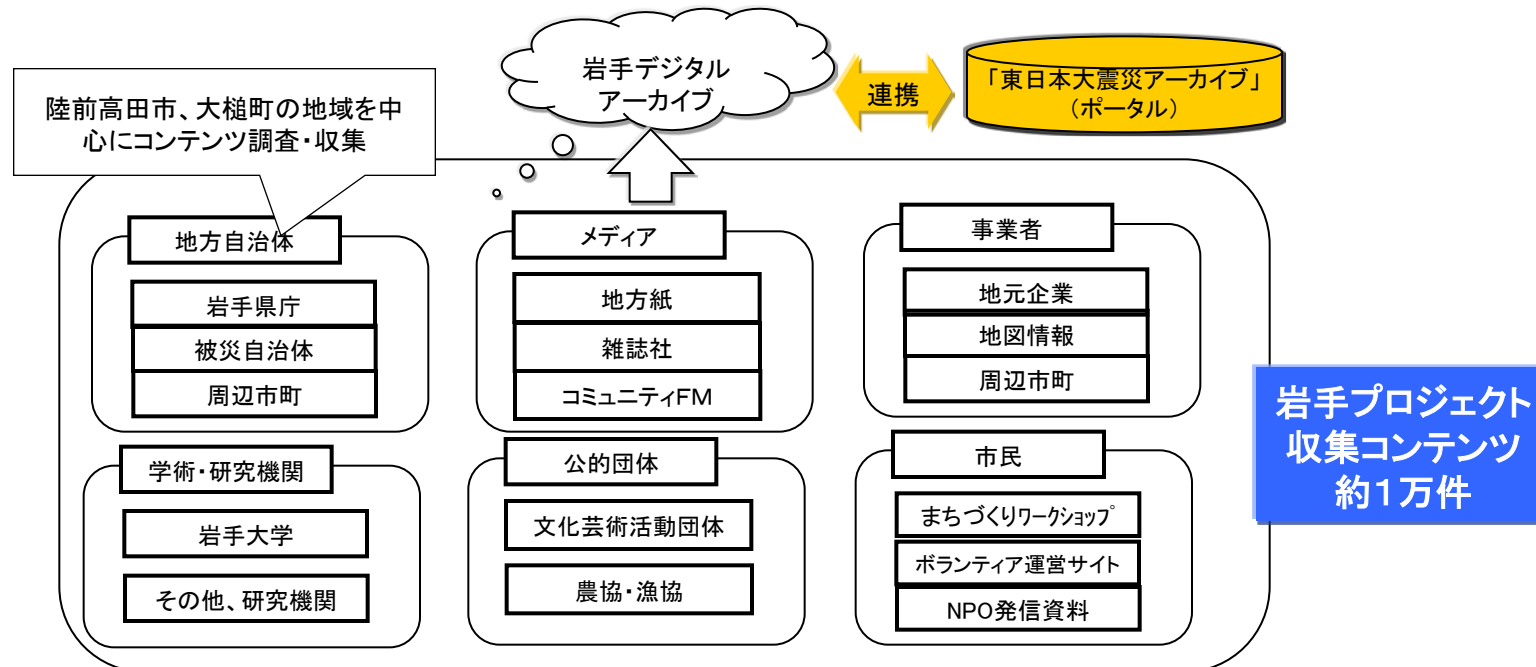 岩手デジタル
アーカイブ
連携
「東日本大震災アーカイブ」
（ポータル）
陸前高田市、大槌町の地域を中
心にコンテンツ調査・収集
地方自治体
岩手県庁
被災自治体
周辺市町
メディア
地方紙
雑誌社
コミュニティFM
事業者
地元企業
地図情報
周辺市町
学術・研究機関
岩手大学
その他、研究機関
公的団体
文化芸術活動団体
農協・漁協
市民
まちづくりﾜｰｸｼｮｯﾌﾟ
ボランティア運営サイト
NPO発信資料
岩手プロジェクト
収集コンテンツ
約１万件